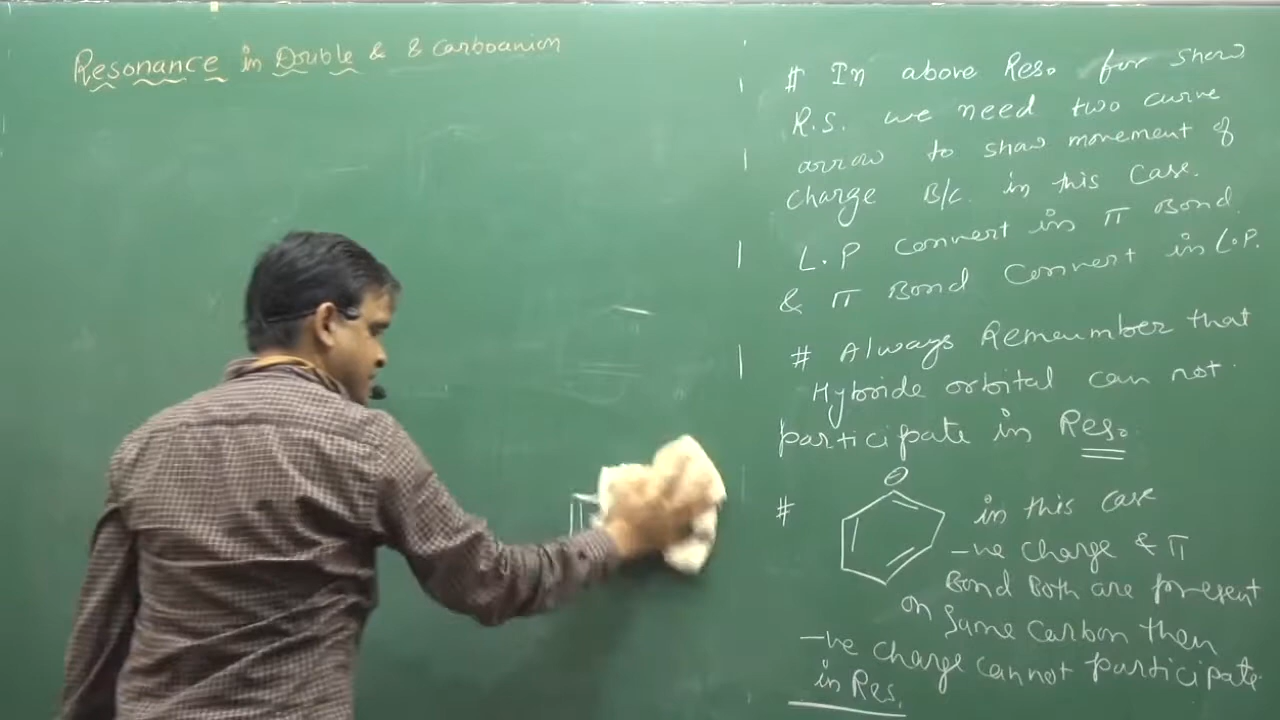 Resonance in Double & 8 Carboanion
# In above Reso for show
R.S. we need two curve
arrow to show movement of
charge B/c. in this case.
L.P convert in π Bond.
& π Bond Convert in L.P.
# Always Rememnber that
Hybride orbital can not.
participate in Reso.
# in this case
-ve charge & π
Bond Both are present
on Same Carbon then
-ve charge cannot participate
in Res.